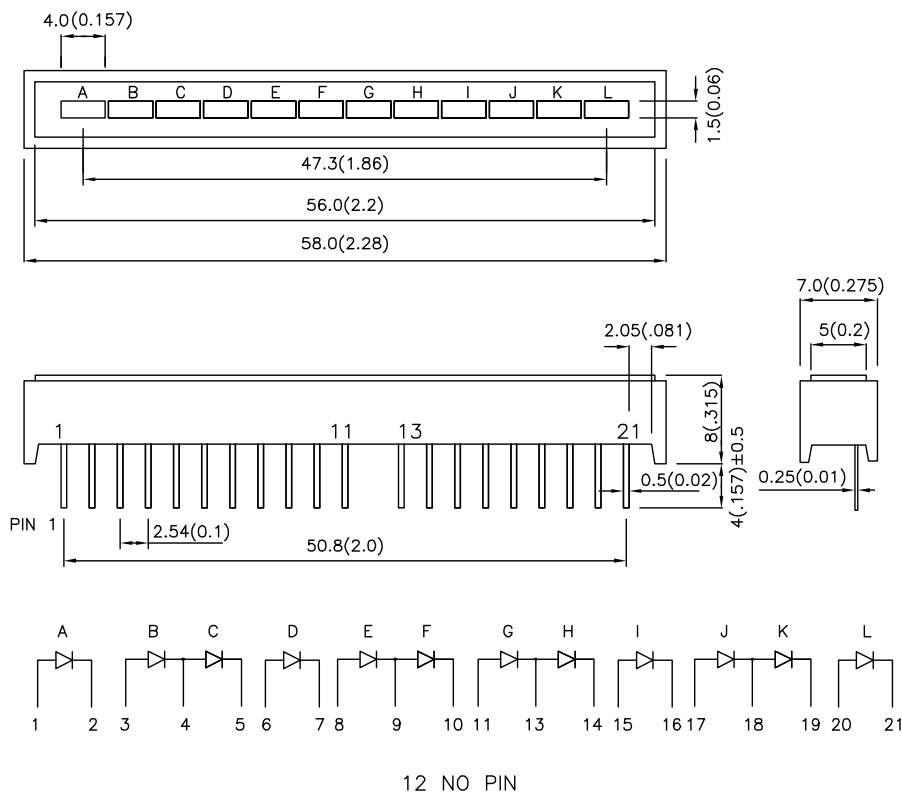 4.0(0.157)
A B C D E F G H I J K L
1.5(0.06)
47.3(1.86)
56.0(2.2)
58.0(2.28)
7.0(0.275)
2.05(.081)
5(0.2)
8(.315)
1 11 13 21
0.5(0.02)
4(.157)±0.5
0.25(0.01)
PIN 1
2.54(0.1)
50.8(2.0)
A B C D E F G H I J K L
1 2 3 4 5 6 7 8 9 10 11 13 14 15 16 17 18 19 20 21
12 NO PIN